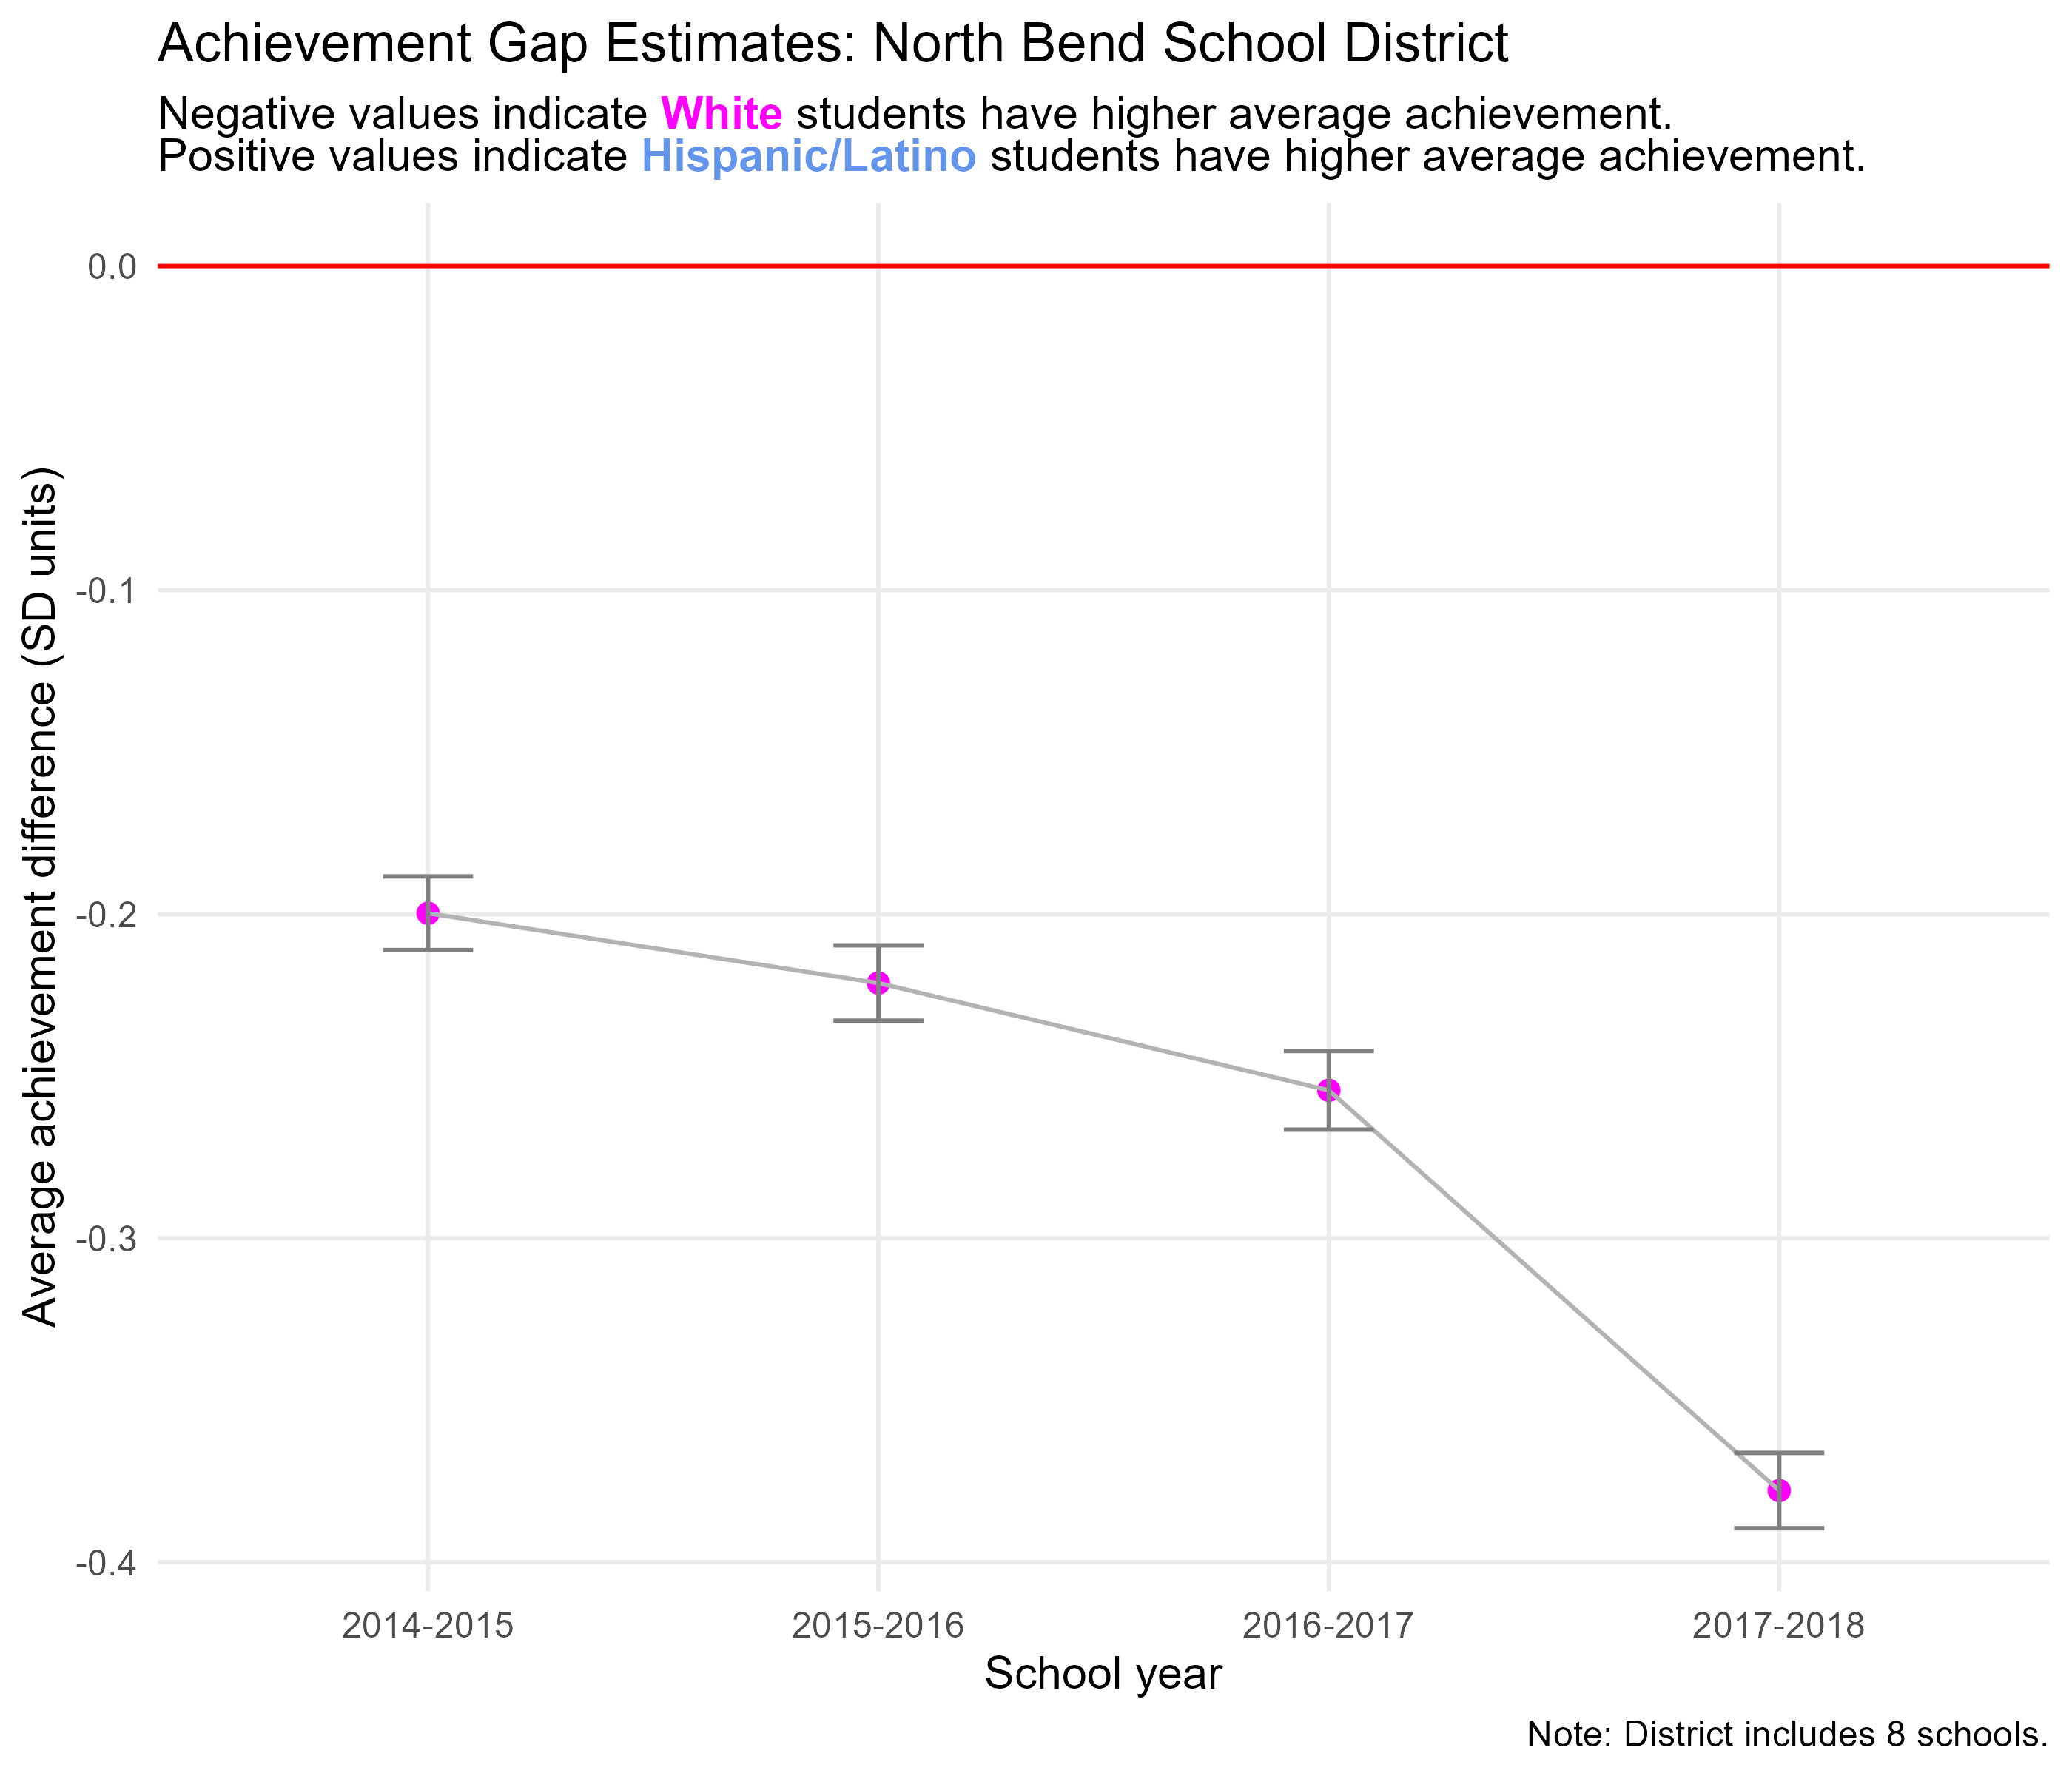 Achievement Gap Estimates: North Bend School District
Negative values indicate White students have higher average achievement.
Positive values indicate Hispanic/Latino students have higher average achievement.
Average achievement difference (SD units)
0.0
-0.1
-0.2
-0.3
-0.4
2014-2015
2015-2016
2016-2017
2017-2018
School year
Note: District includes 8 schools.